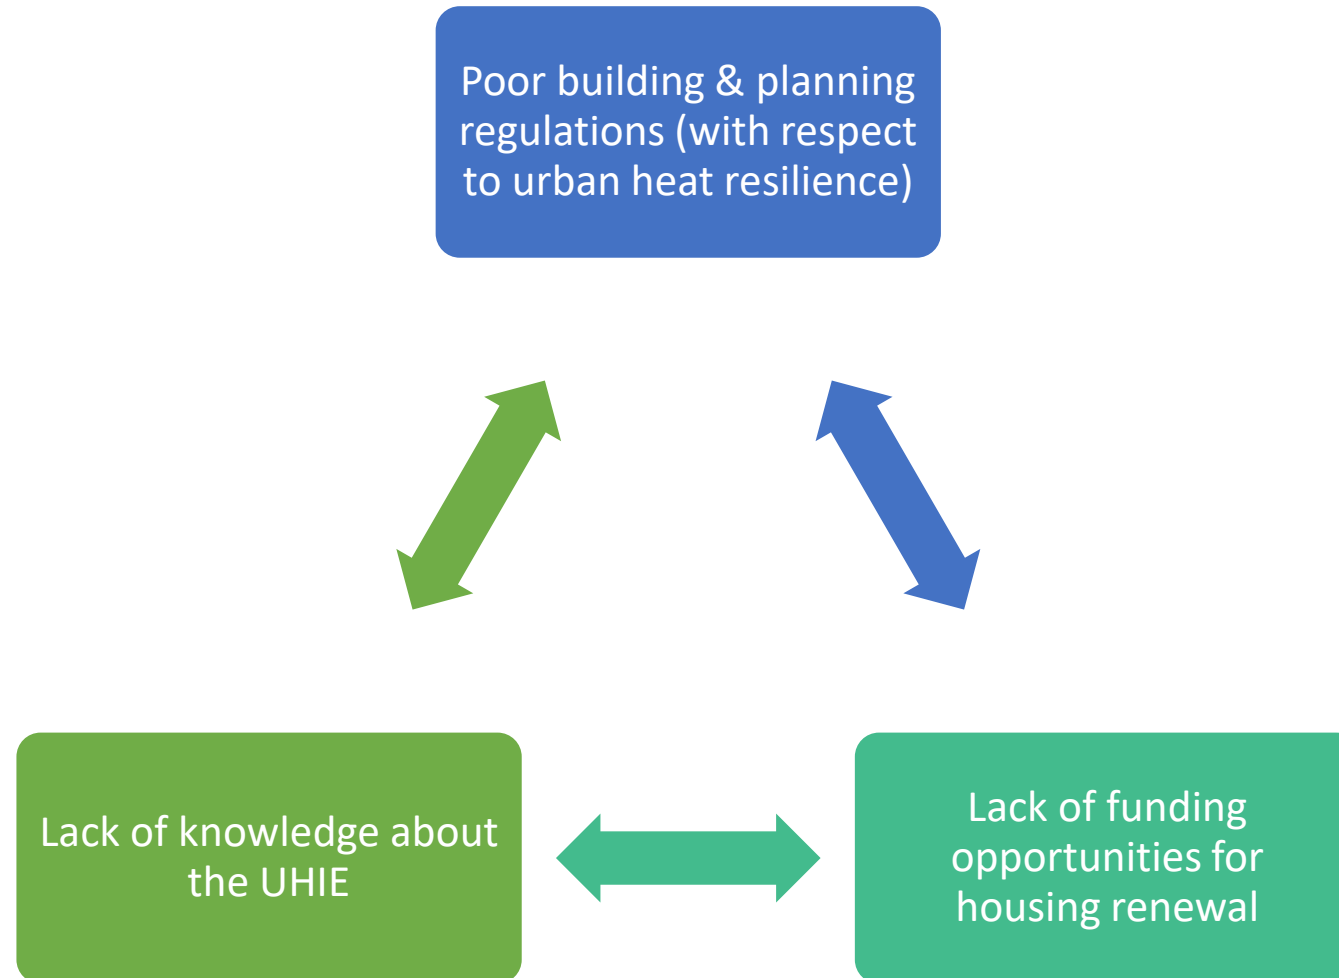 Poor building & planning
regulations (with respect
to urban heat resilience)
Lack of knowledge about
the UHIE
Lack of funding
opportunities for
housing renewal